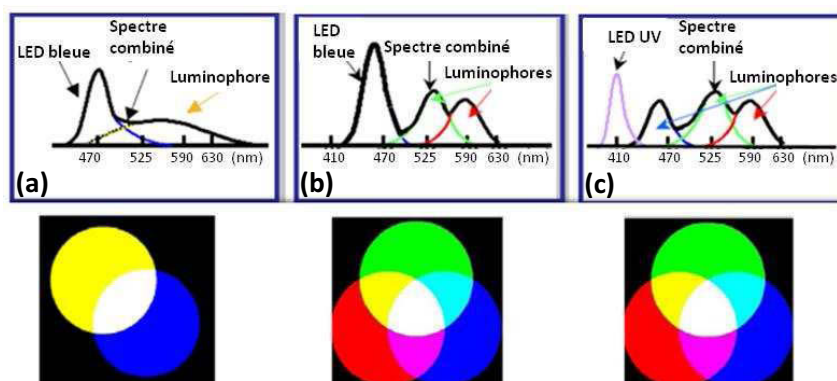 Spectre
combiné
LED bleue
Luminophore
470 525 590 630 (nm)
(a)
LED
bleue
Spectre combiné
Luminophores
410 470 525 590 630 (nm)
(b)
LED UV
Spectre
combiné
Luminophores
410 470 525 590 630 (nm)
(c)